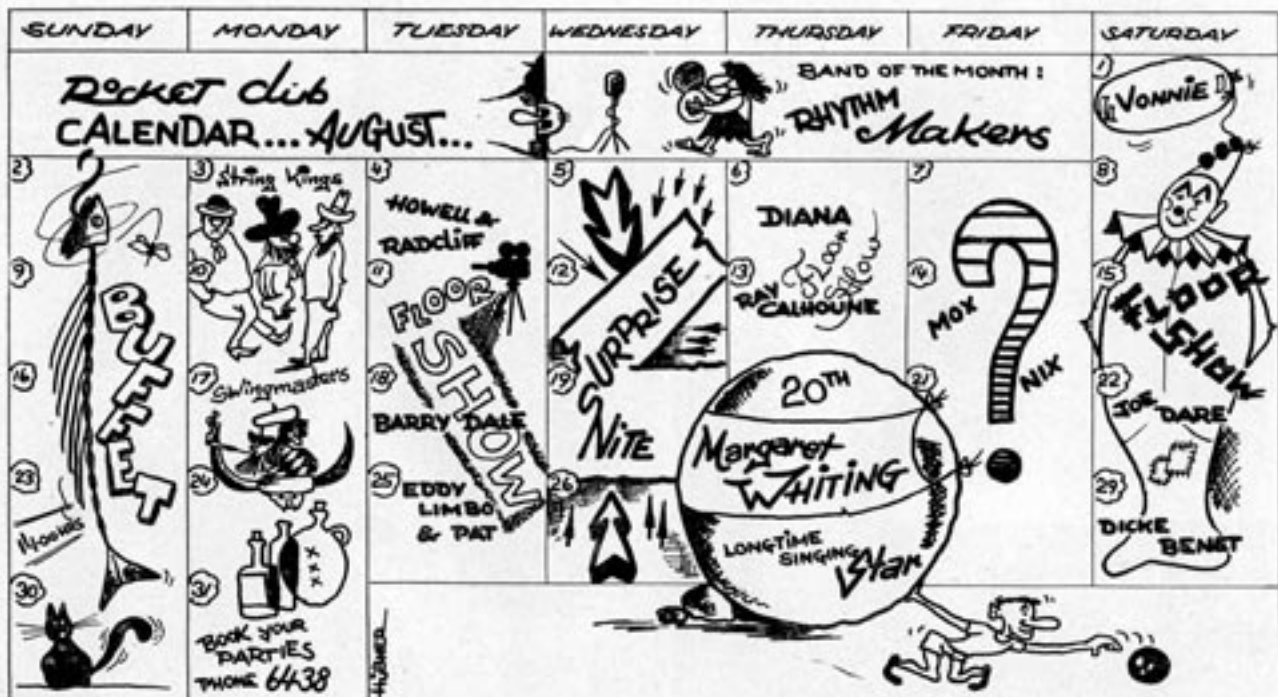 SUNDAY MONDAY TUESDAY WEDNESDAY THURSDAY FRIDAY SATURDAY
ROCKET club
CALENDAR... AUGUST...
BAND OF THE MONTH:
RHYTHM
Makers
1
VONNIE
2
3
String Kings
4
HOWELL &
RADCLIFF
5
6
DIANA
Floor
Show
7
8
9
BUFFET
10
11
FLOOR
SHOW
12
SURPRISE
NITE
13
RAY
CALHOUNE
14
MOX
NIX
?
15
FLOOR
SHOW
16
17
Swingmasters
18
BARRY DALE
19
20TH
Margaret
WHITING
LONGTIME
SINGING
Star
21
22
JOE DARE
23
24
XXX
25
EDDY
LIMBO
& PAT
26
29
DICKE
BENET
30
31
BOOK YOUR
PARTIES
PHONE 6438